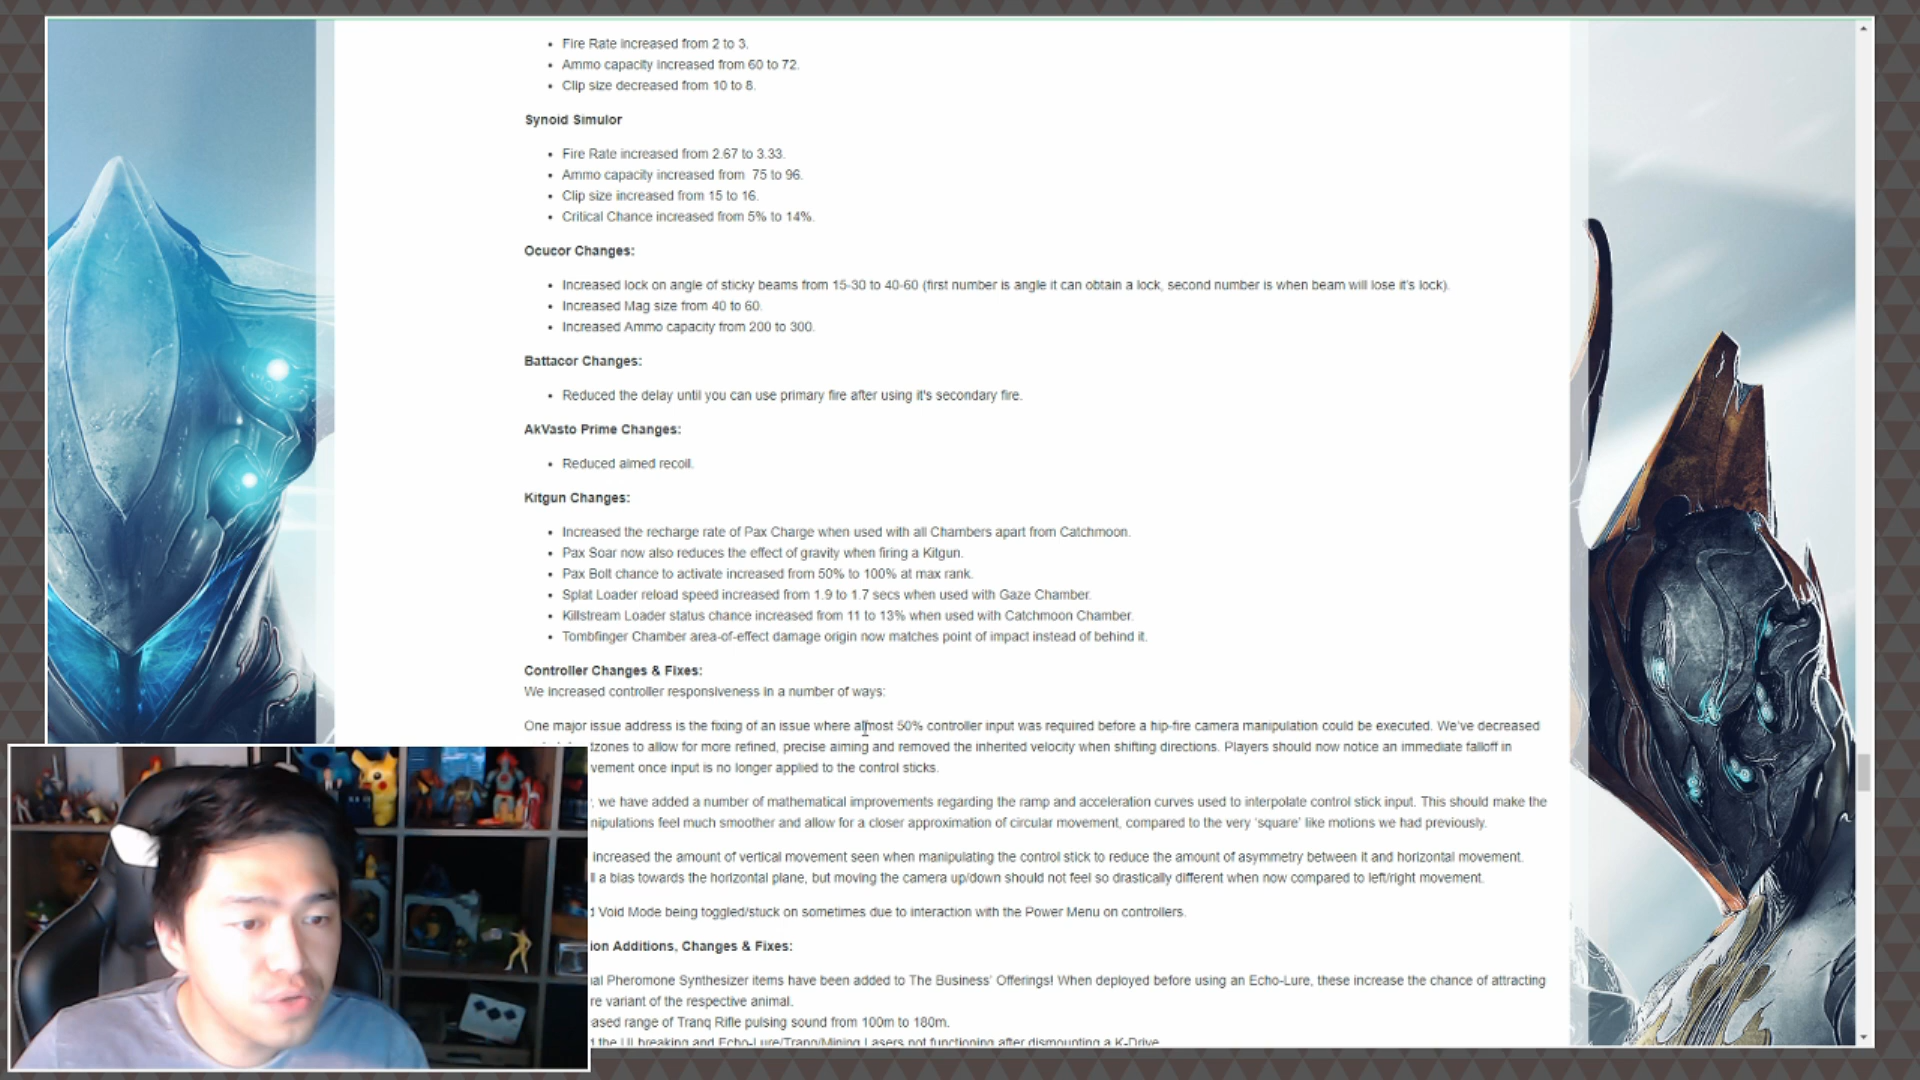 Fire Rate increased from 2 to 3.
Ammo capacity increased from 60 to 72.
Clip size decreased from 10 to 8.
Synoid Simulor
Fire Rate increased from 2.67 to 3.33.
Ammo capacity increased from  75 to 96.
Clip size increased from 15 to 16.
Critical Chance increased from 5% to 14%.
Ocucor Changes:
Increased lock on angle of sticky beams from 15-30 to 40-60 (first number is angle it can obtain a lock, second number is when beam will lose it's lock).
Increased Mag size from 40 to 60.
Increased Ammo capacity from 200 to 300.
Battacor Changes:
Reduced the delay until you can use primary fire after using it's secondary fire.
AkVasto Prime Changes:
Reduced aimed recoil.
Kitgun Changes:
Increased the recharge rate of Pax Charge when used with all Chambers apart from Catchmoon.
Pax Soar now also reduces the effect of gravity when firing a Kitgun.
Pax Bolt chance to activate increased from 50% to 100% at max rank.
Splat Loader reload speed increased from 1.9 to 1.7 secs when used with Gaze Chamber.
Killstream Loader status chance increased from 11 to 13% when used with Catchmoon Chamber.
Tombfinger Chamber area-of-effect damage origin now matches point of impact instead of behind it.
Controller Changes & Fixes:
We increased controller responsiveness in a number of ways:
One major issue address is the fixing of an issue where almost 50% controller input was required before a hip-fire camera manipulation could be executed. We've decreased
zones to allow for more refined, precise aiming and removed the inherited velocity when shifting directions. Players should now notice an immediate falloff in
vement once input is no longer applied to the control sticks.
, we have added a number of mathematical improvements regarding the ramp and acceleration curves used to interpolate control stick input. This should make the
nipulations feel much smoother and allow for a closer approximation of circular movement, compared to the very 'square' like motions we had previously.
increased the amount of vertical movement seen when manipulating the control stick to reduce the amount of asymmetry between it and horizontal movement.
ll a bias towards the horizontal plane, but moving the camera up/down should not feel so drastically different when now compared to left/right movement.
d Void Mode being toggled/stuck on sometimes due to interaction with the Power Menu on controllers.
ion Additions, Changes & Fixes:
al Pheromone Synthesizer items have been added to The Business' Offerings! When deployed before using an Echo-Lure, these increase the chance of attracting
re variant of the respective animal.
ased range of Tranq Rifle pulsing sound from 100m to 180m.
d the UI breaking and Echo-Lure/Tranq/Mining Lasers not functioning after dismounting a K-Drive.